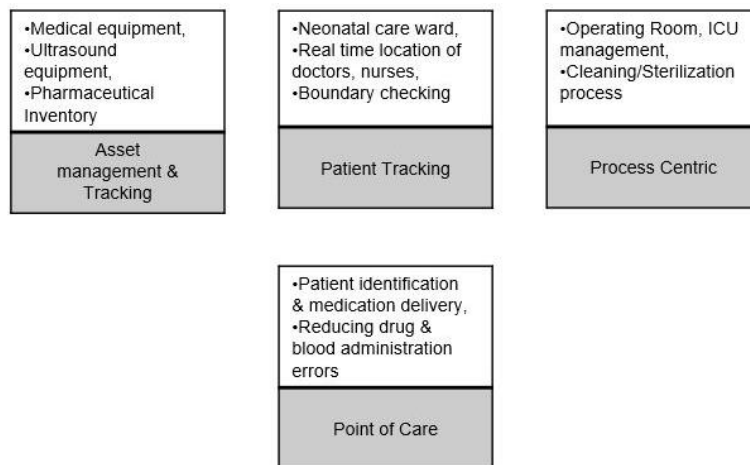 •Medical equipment,
•Ultrasound
equipment,
•Pharmaceutical
Inventory
Asset
management &
Tracking
•Neonatal care ward,
•Real time location of
doctors, nurses,
•Boundary checking
Patient Tracking
•Operating Room, ICU
management,
•Cleaning/Sterilization
process
Process Centric
•Patient identification
& medication delivery,
•Reducing drug &
blood administration
errors
Point of Care